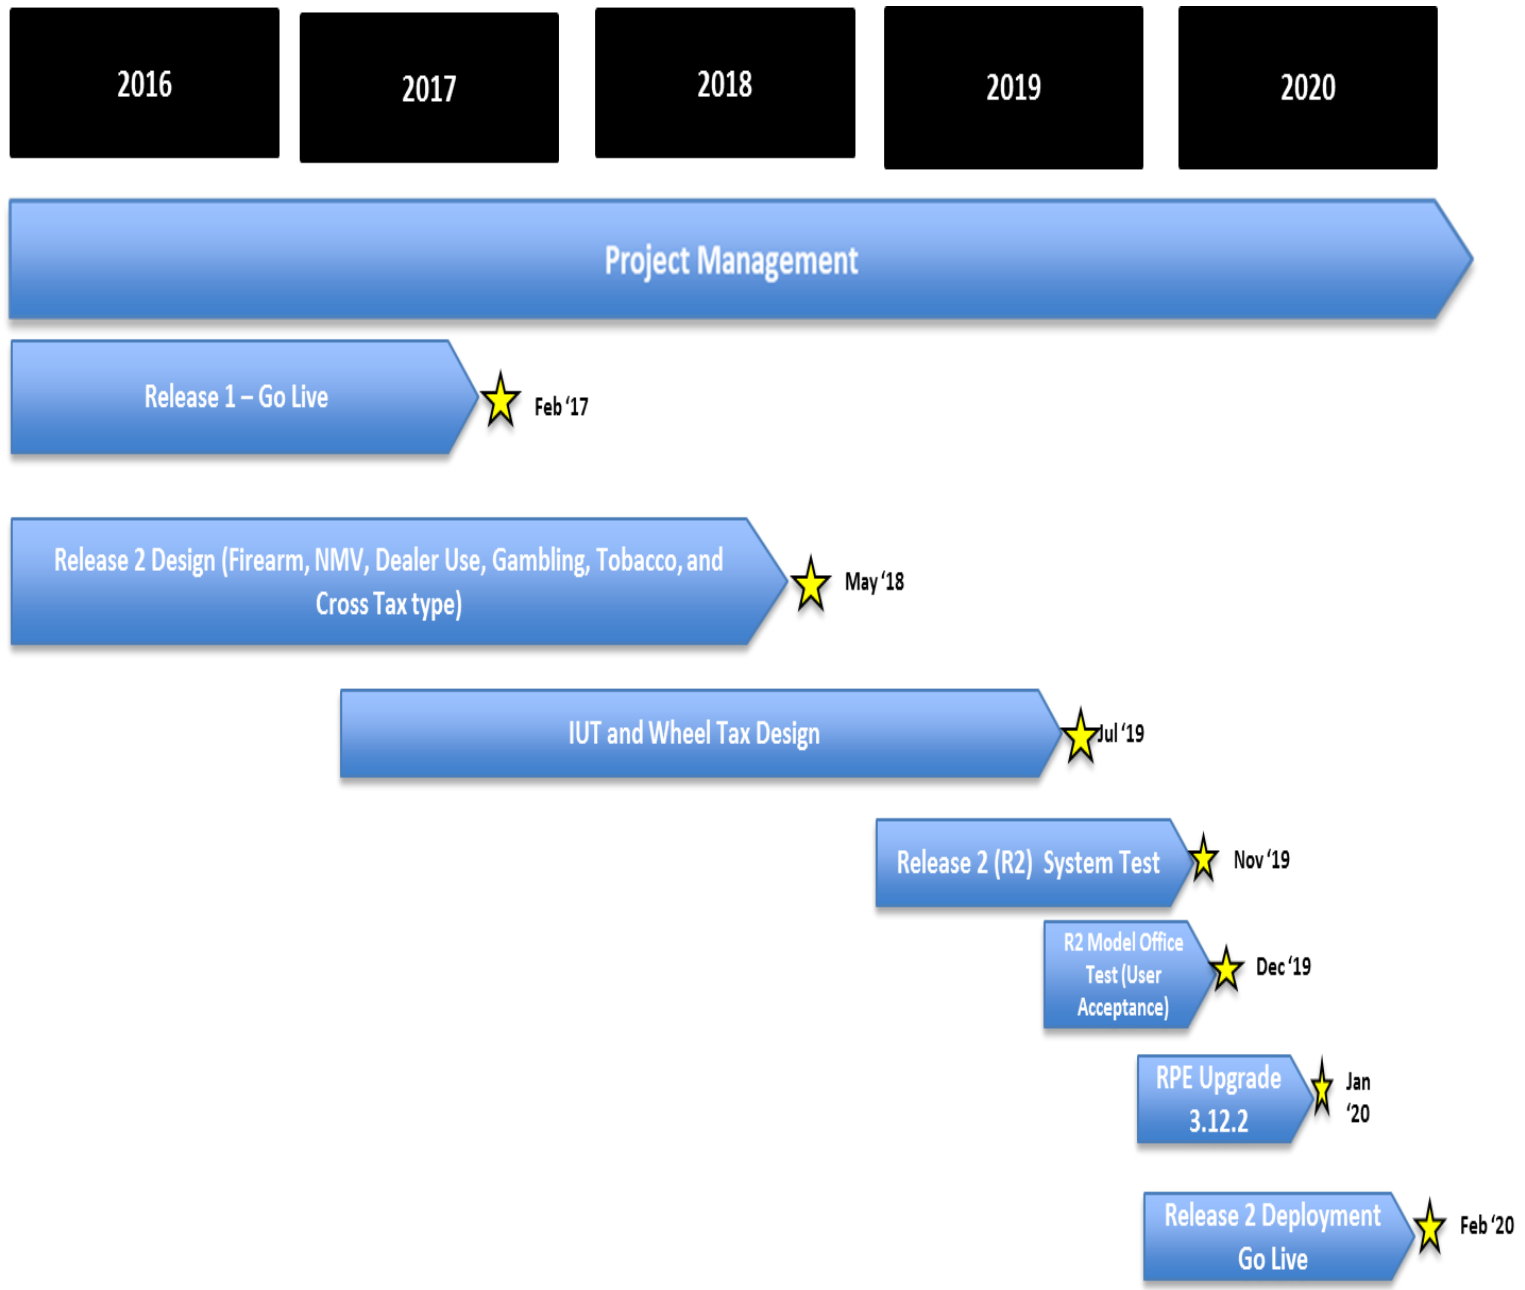 2016
2017
2018
2019
2020
Project Management
Release 1 – Go Live
Feb ‘17
Release 2 Design (Firearm, NMV, Dealer Use, Gambling, Tobacco, and
Cross Tax type)
May ‘18
IUT and Wheel Tax Design
Jul ‘19
Release 2 (R2)  System Test
Nov ‘19
R2 Model Office
Test (User
Acceptance)
Dec ‘19
RPE Upgrade
3.12.2
Jan
‘20
Release 2 Deployment
Go Live
Feb ‘20